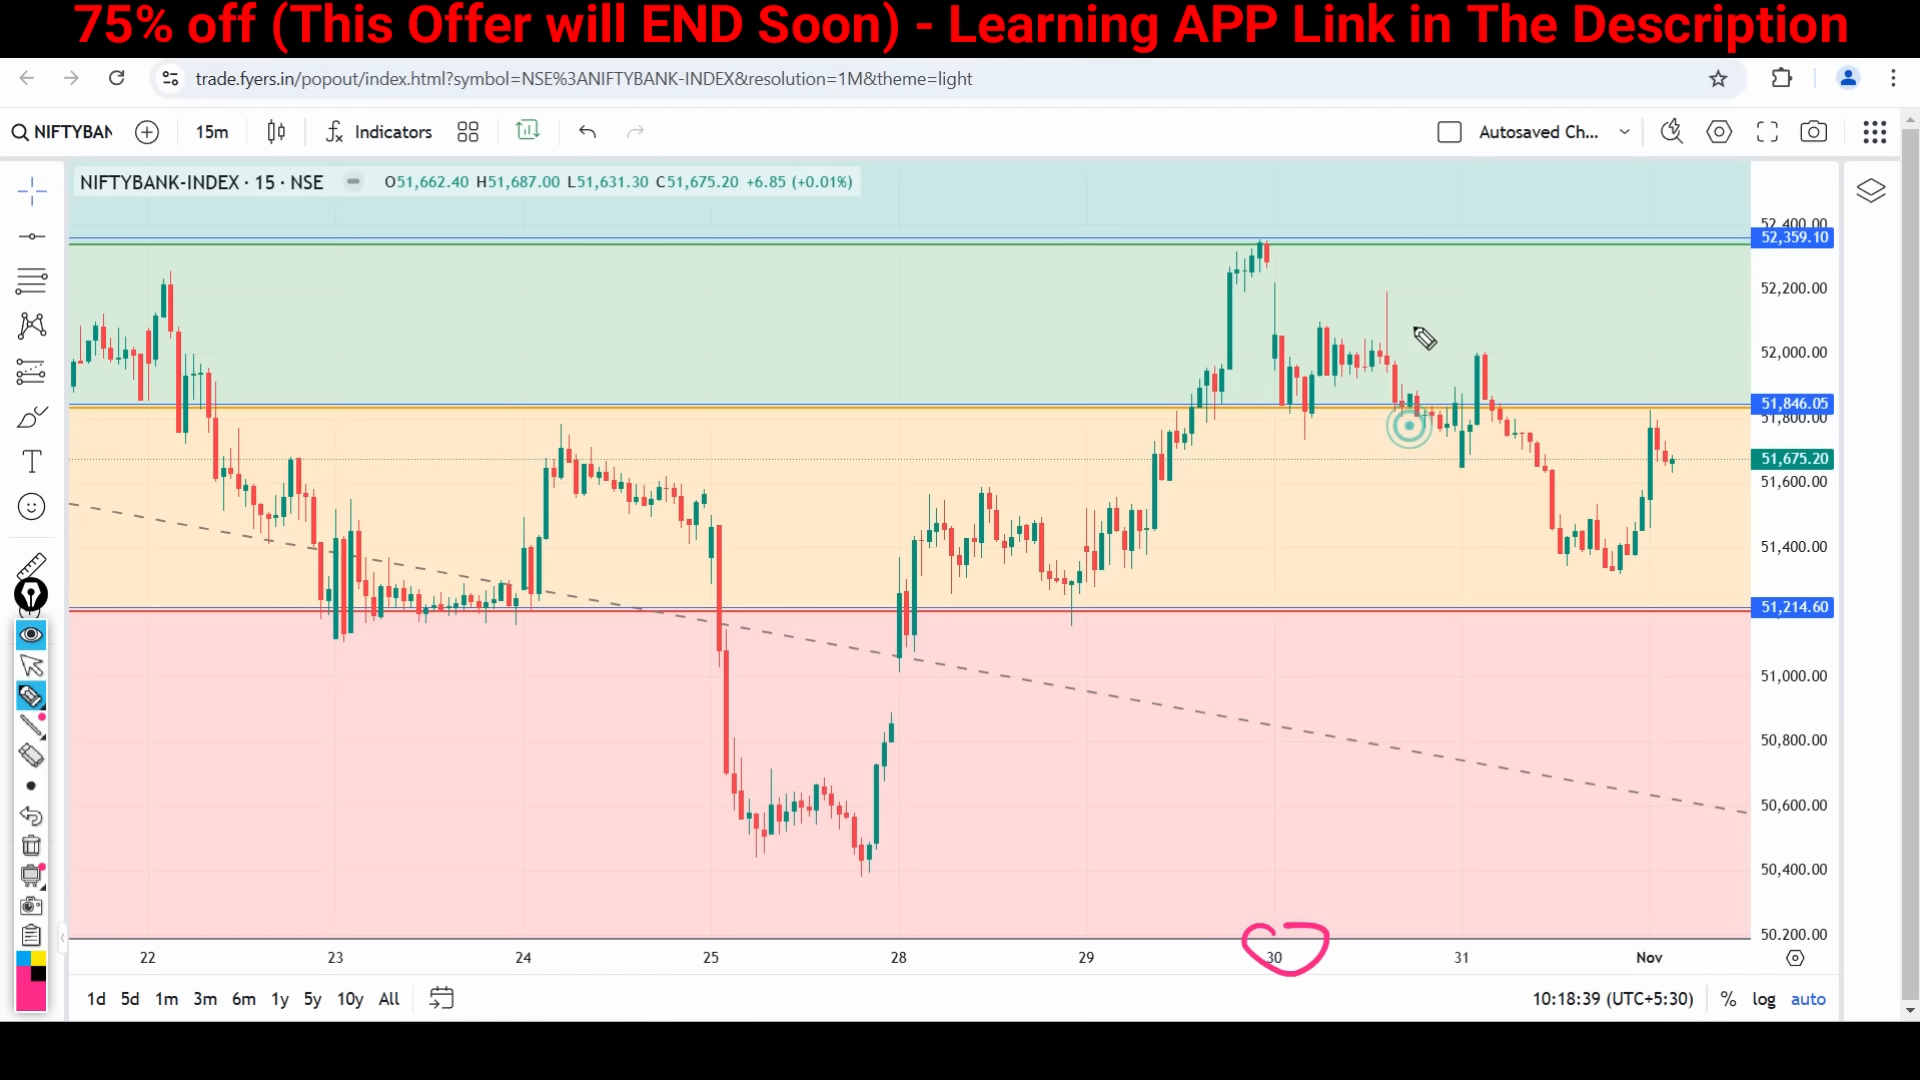 75% off (This Offer will END Soon) - Learning APP Link in The Description
trade.fyers.in/popout/index.html?symbol=NSE%3ANIFTYBANK-INDEX&resolution=1M&theme=light
NIFTYBAN 15m Indicators Autosaved Ch...
NIFTYBANK-INDEX · 15 · NSE O51,662.40 H51,687.00 L51,631.30 C51,675.20 +6.85 (+0.01%)
52,400.00
52,359.10
52,200.00
52,000.00
51,846.05
51,800.00
51,675.20
51,600.00
51,400.00
51,214.60
51,000.00
50,800.00
50,600.00
50,400.00
50,200.00
22 23 24 25 28 29 30 31 Nov
1d 5d 1m 3m 6m 1y 5y 10y All 10:18:39 (UTC+5:30) % log auto